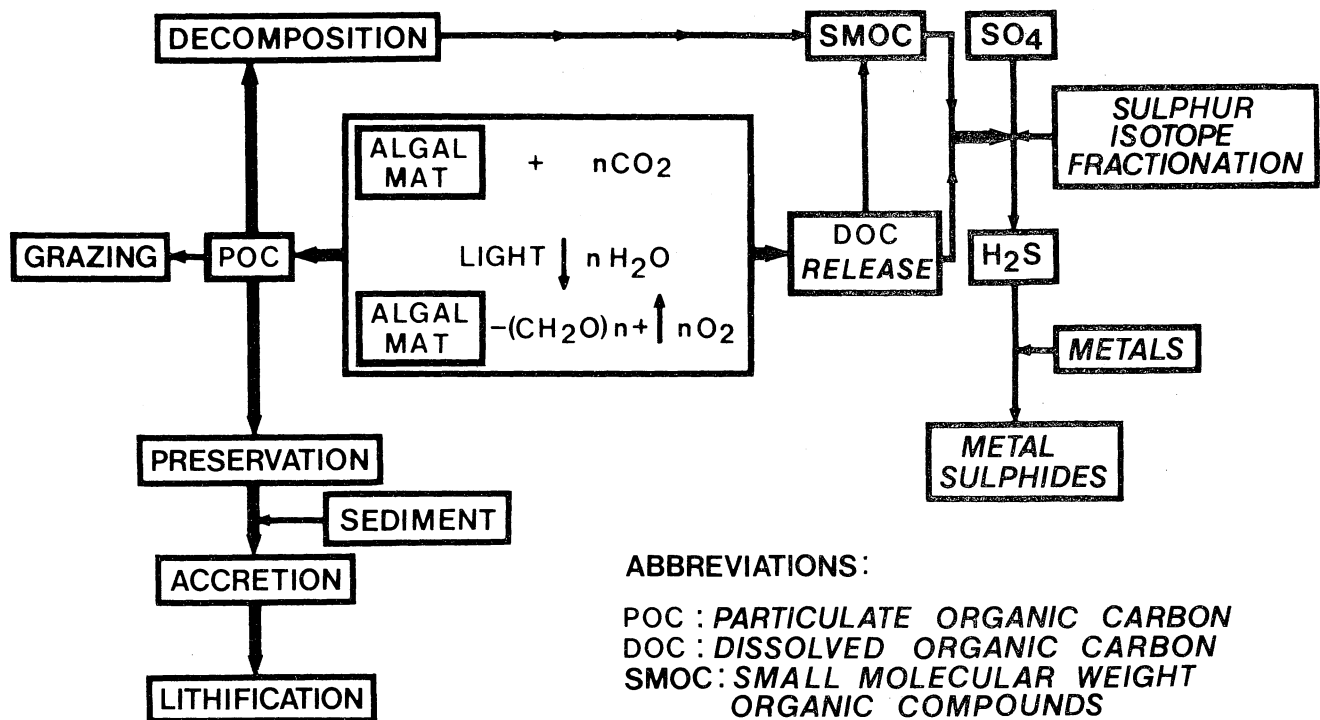 DECOMPOSITION
SMOC
SO4
SULPHUR
ISOTOPE
FRACTIONATION
ALGAL
MAT
+ nCO2
GRAZING
POC
LIGHT
nH2O
DOC
RELEASE
H2S
ALGAL
MAT
-(CH2O)n+
nO2
METALS
PRESERVATION
METAL
SULPHIDES
SEDIMENT
ACCRETION
LITHIFICATION
ABBREVIATIONS:
POC : PARTICULATE ORGANIC CARBON
DOC : DISSOLVED ORGANIC CARBON
SMOC: SMALL MOLECULAR WEIGHT
ORGANIC COMPOUNDS